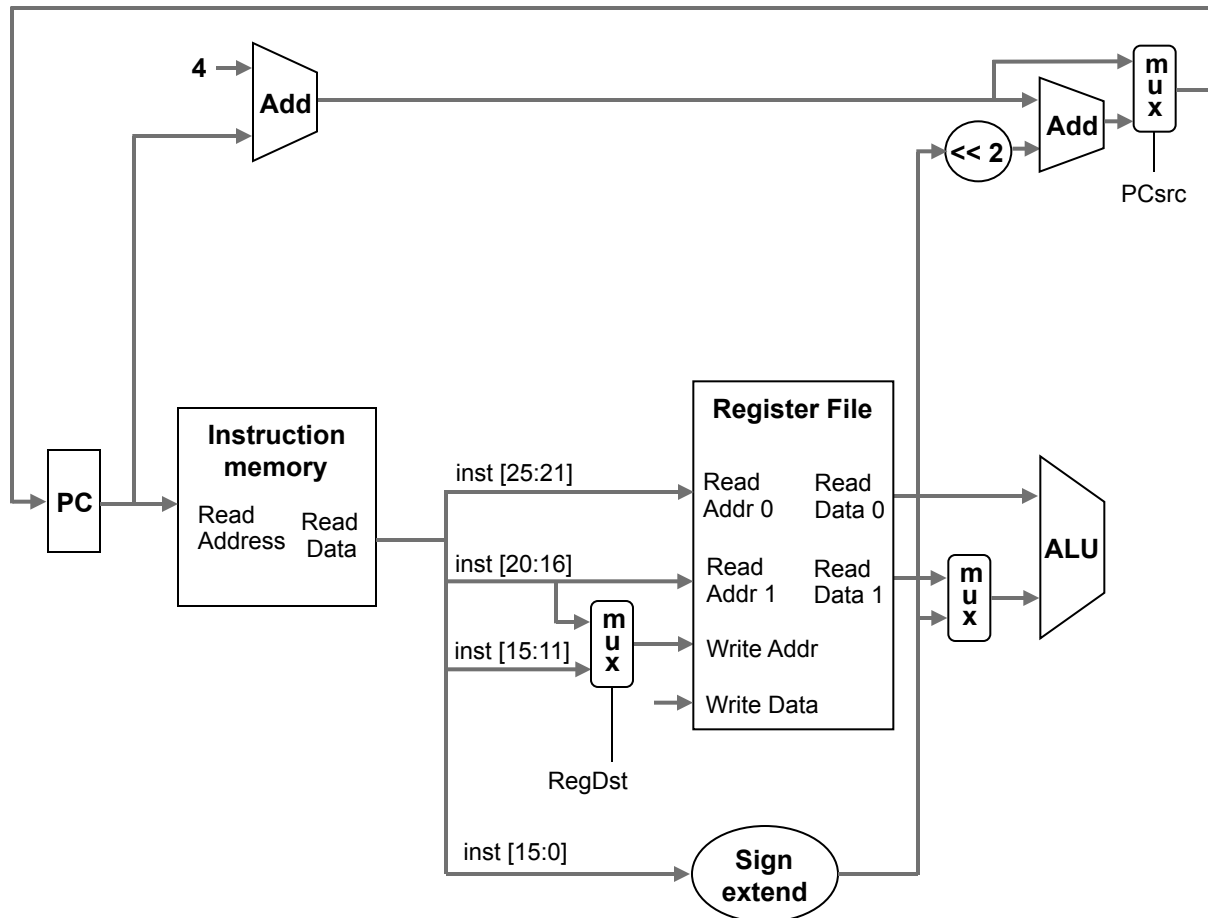 4
Add
m
u
x
Add
<< 2
PCsrc
Register File
Instruction
memory
inst [25:21]
Read
Addr 0
Read
Data 0
PC
Read
Address
Read
Data
ALU
inst [20:16]
Read
Addr 1
Read
Data 1
m
u
x
m
u
x
inst [15:11]
Write Addr
Write Data
RegDst
inst [15:0]
Sign
extend